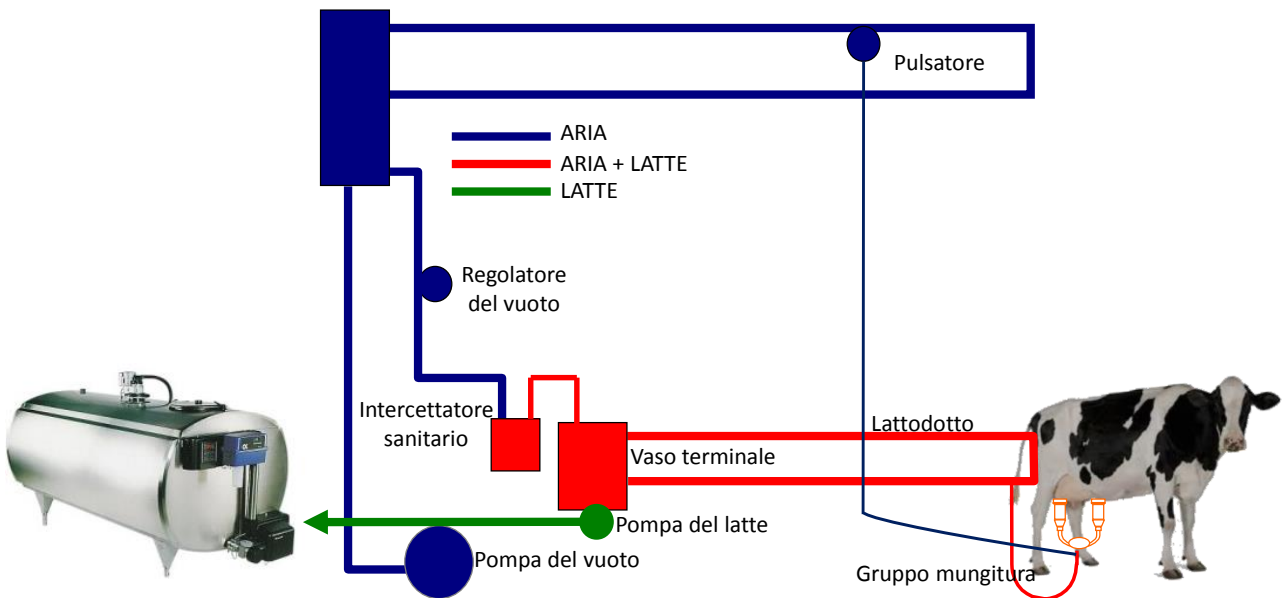 Pulsatore
ARIA
ARIA + LATTE
LATTE
Regolatore
del vuoto
Intercettatore
sanitario
Lattodotto
Vaso terminale
Pompa del latte
Pompa del vuoto
Gruppo mungitura